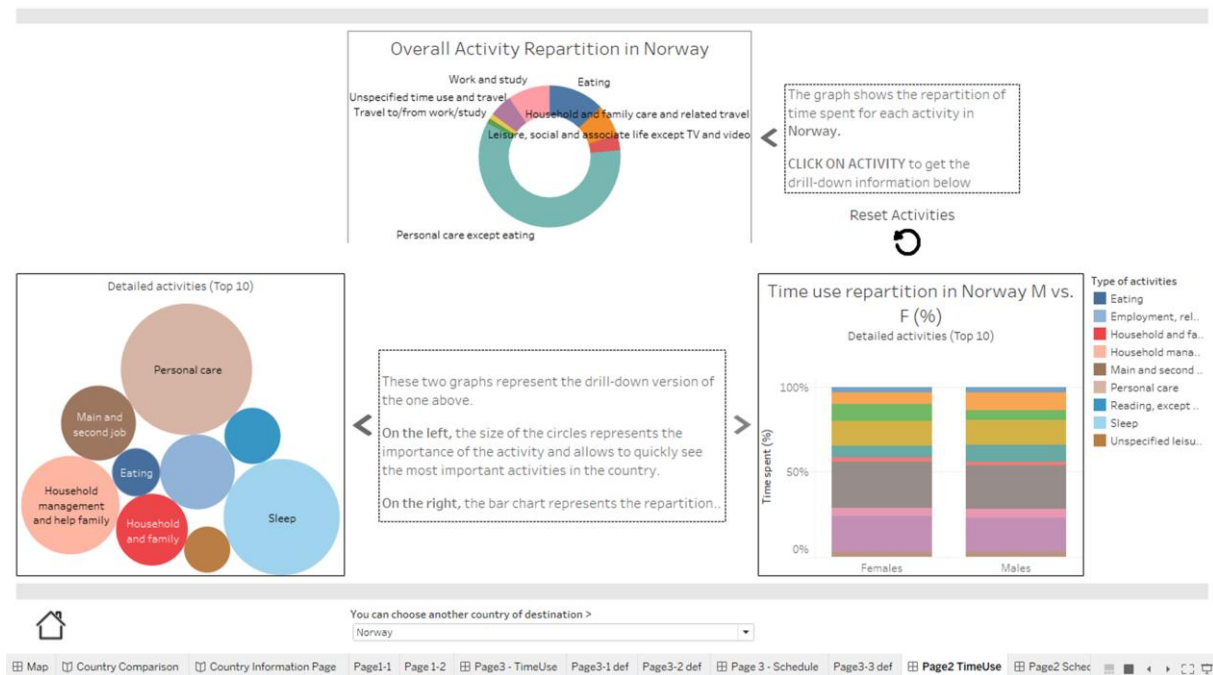 Overall Activity Repartition in Norway
Work and study
Eating
Unspecified time use and travel
Travel to/from work/study
Household and family care and related travel
Leisure, social and associate life except TV and video
Personal care except eating
The graph shows the repartition of
time spent for each activity in
Norway.
CLICK ON ACTIVITY to get the
drill-down information below
Reset Activities
Detailed activities (Top 10)
Personal care
Main and
second job
Eating
Household
management
and help family
Household
and family
Sleep
These two graphs represent the drill-down version of
the one above.
On the left, the size of the circles represents the
importance of the activity and allows to quickly see
the most important activities in the country.
On the right, the bar chart represents the repartition..
Time use repartition in Norway M vs.
F (%)
Detailed activities (Top 10)
100%
50%
0%
Time spent (%)
Females
Males
Type of activities
Eating
Employment, rel..
Household and fa..
Household mana..
Main and second ..
Personal care
Reading, except ..
Sleep
Unspecified leisu..
You can choose another country of destination >
Norway
Map Country Comparison Country Information Page Page1-1 Page 1-2 Page3 - TimeUse Page3-1 def Page3-2 def Page 3 - Schedule Page3-3 def Page2 TimeUse Page2 Sched